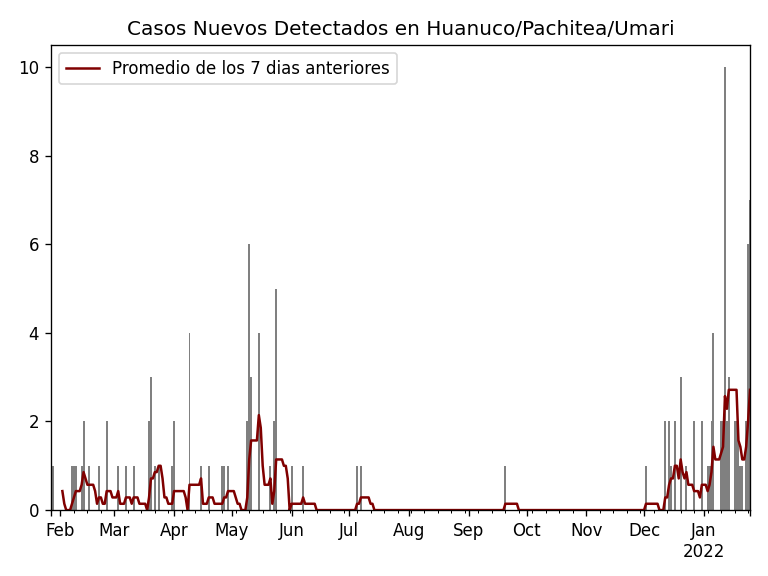 Casos Nuevos Detectados en Huanuco/Pachitea/Umari
Promedio de los 7 dias anteriores
10
8
6
4
2
0
Feb Mar Apr May Jun Jul Aug Sep Oct Nov Dec Jan
2022